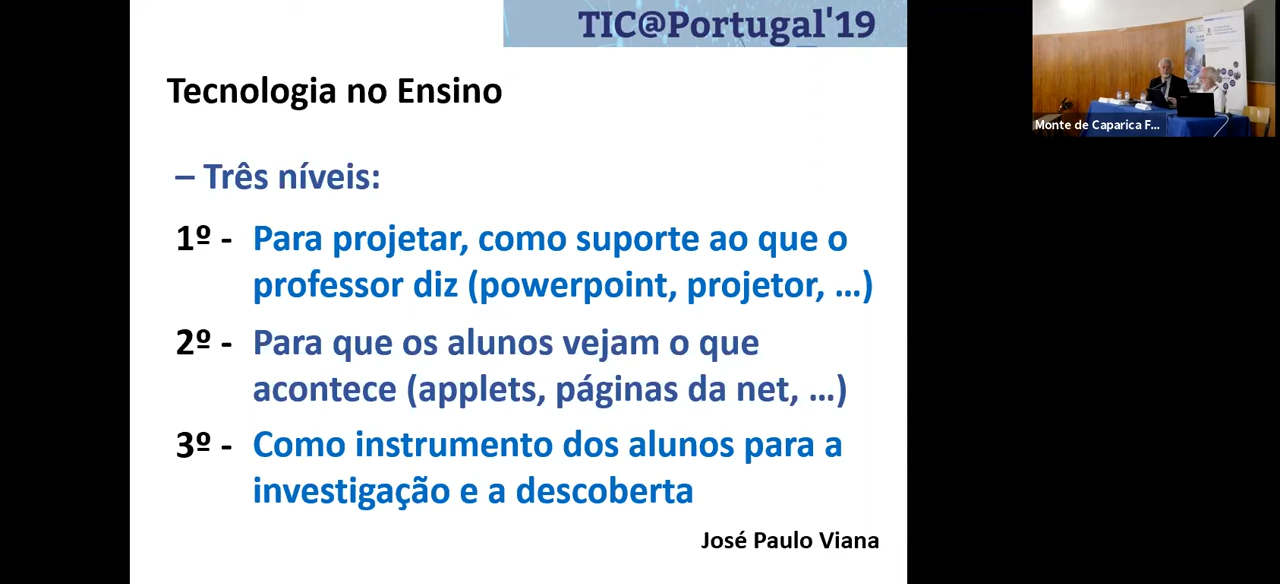 TIC@Portugal'19
Tecnologia no Ensino
– Três níveis:
1º - Para projetar, como suporte ao que o
professor diz (powerpoint, projetor, ...)
2º - Para que os alunos vejam o que
acontece (applets, páginas da net, ...)
3º - Como instrumento dos alunos para a
investigação e a descoberta
José Paulo Viana
Monte de Caparica F...